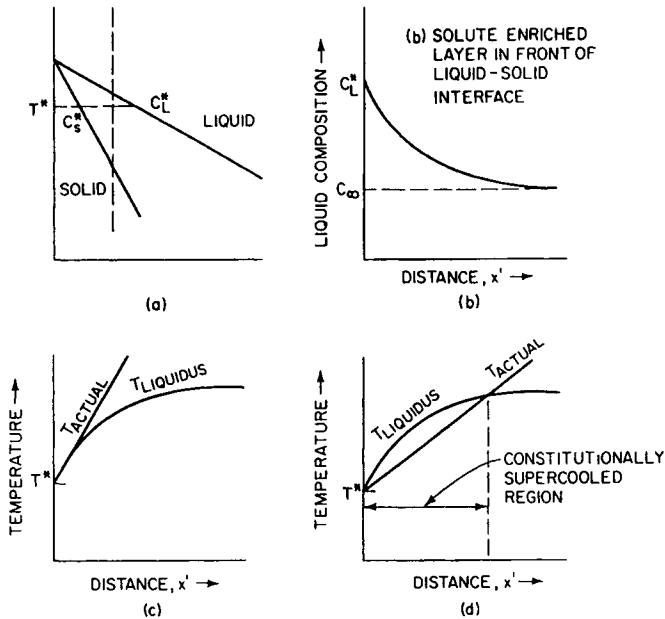 T*
C*S
C*L
LIQUID
SOLID
(a)
(b) SOLUTE ENRICHED
LAYER IN FRONT OF
LIQUID-SOLID
INTERFACE
LIQUID COMPOSITION
C*L
C∞
DISTANCE, x'
(b)
TEMPERATURE
T*
TACTUAL
TLIQUIDUS
DISTANCE, x'
(c)
TEMPERATURE
T*
TLIQUIDUS
TACTUAL
CONSTITUTIONALLY
SUPERCOOLED
REGION
DISTANCE, x'
(d)